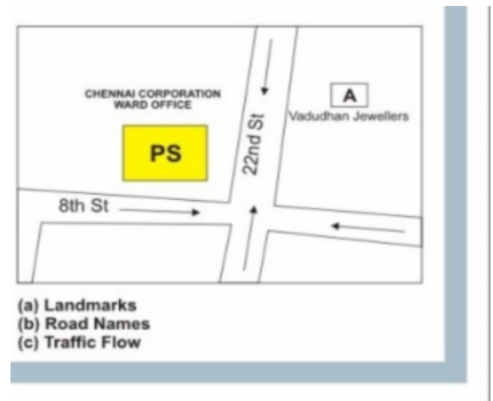 CHENNAI CORPORATION
WARD OFFICE
PS
A
Vadudhan Jewellers
22nd St
8th St
(a) Landmarks
(b) Road Names
(c) Traffic Flow